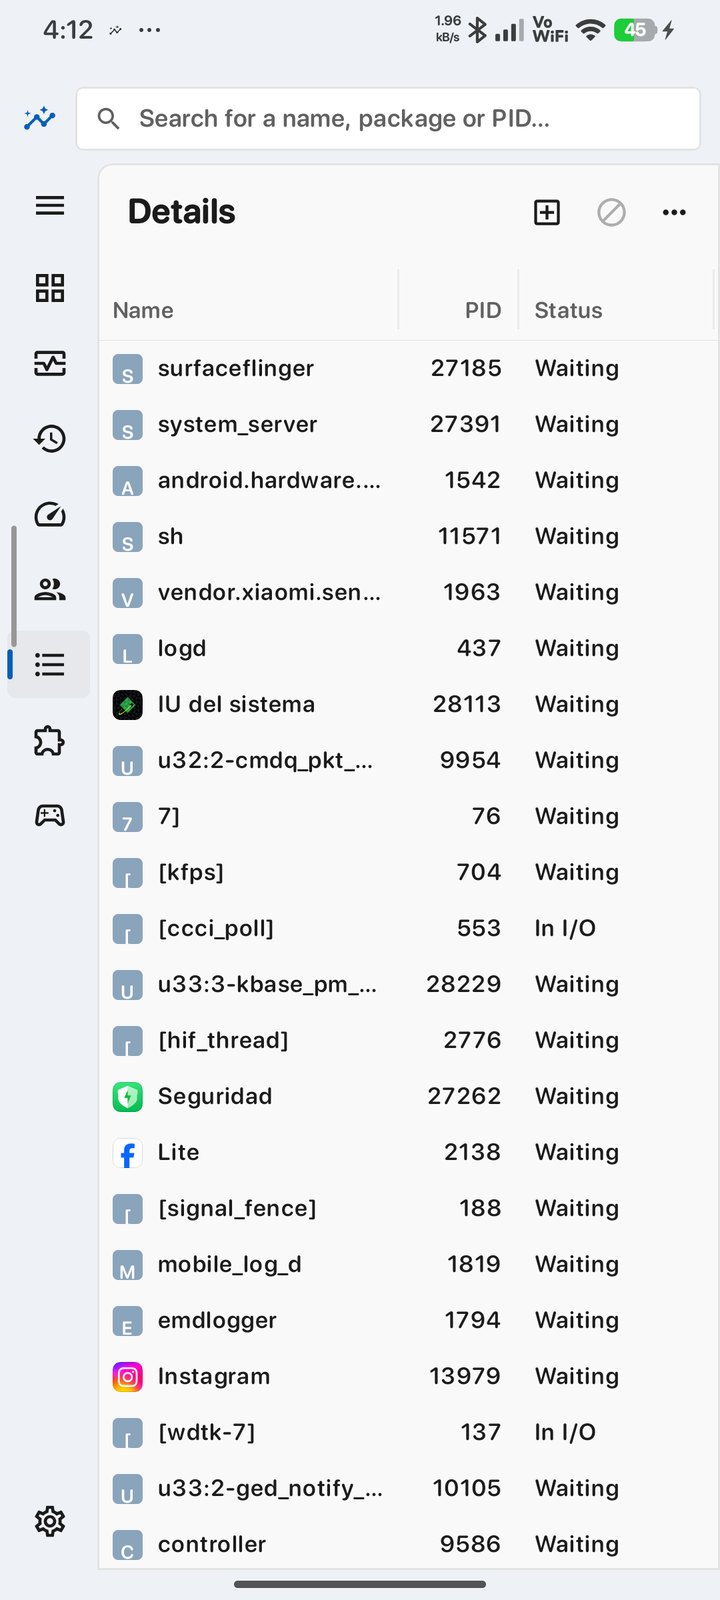 4:12 ... 1.96 kB/s Vo WiFi 45
Search for a name, package or PID...
Details
Name PID Status
S surfaceflinger 27185 Waiting
S system_server 27391 Waiting
A android.hardware.... 1542 Waiting
S sh 11571 Waiting
V vendor.xiaomi.sen... 1963 Waiting
L logd 437 Waiting
IU del sistema 28113 Waiting
U u32:2-cmdq_pkt_... 9954 Waiting
7 7] 76 Waiting
[ [kfps] 704 Waiting
[ [ccci_poll] 553 In I/O
U u33:3-kbase_pm_... 28229 Waiting
[ [hif_thread] 2776 Waiting
Seguridad 27262 Waiting
Lite 2138 Waiting
[ [signal_fence] 188 Waiting
M mobile_log_d 1819 Waiting
E emdlogger 1794 Waiting
Instagram 13979 Waiting
[ [wdtk-7] 137 In I/O
U u33:2-ged_notify_... 10105 Waiting
C controller 9586 Waiting